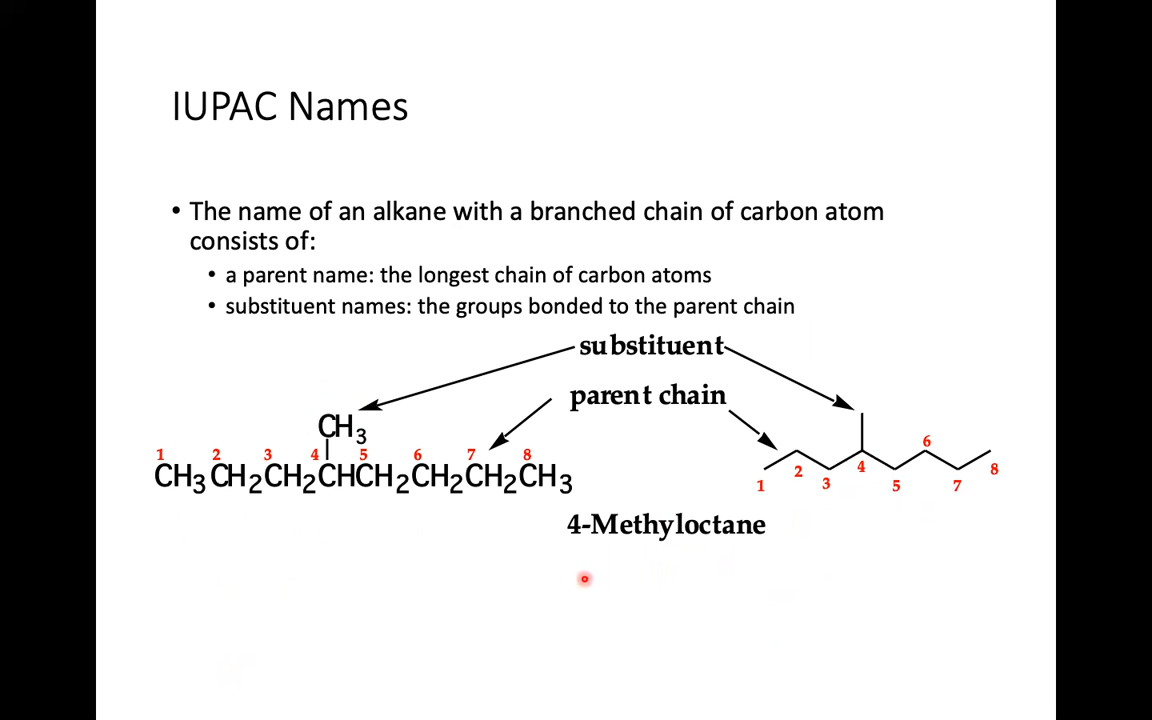 IUPAC Names
• The name of an alkane with a branched chain of carbon atom
consists of:
• a parent name: the longest chain of carbon atoms
• substituent names: the groups bonded to the parent chain
substituent
parent chain
CH3
1 2 3 4 5 6 7 8
CH3CH2CH2CHCH2CH2CH2CH3
1 2 3 4 5 6 7 8
4-Methyloctane